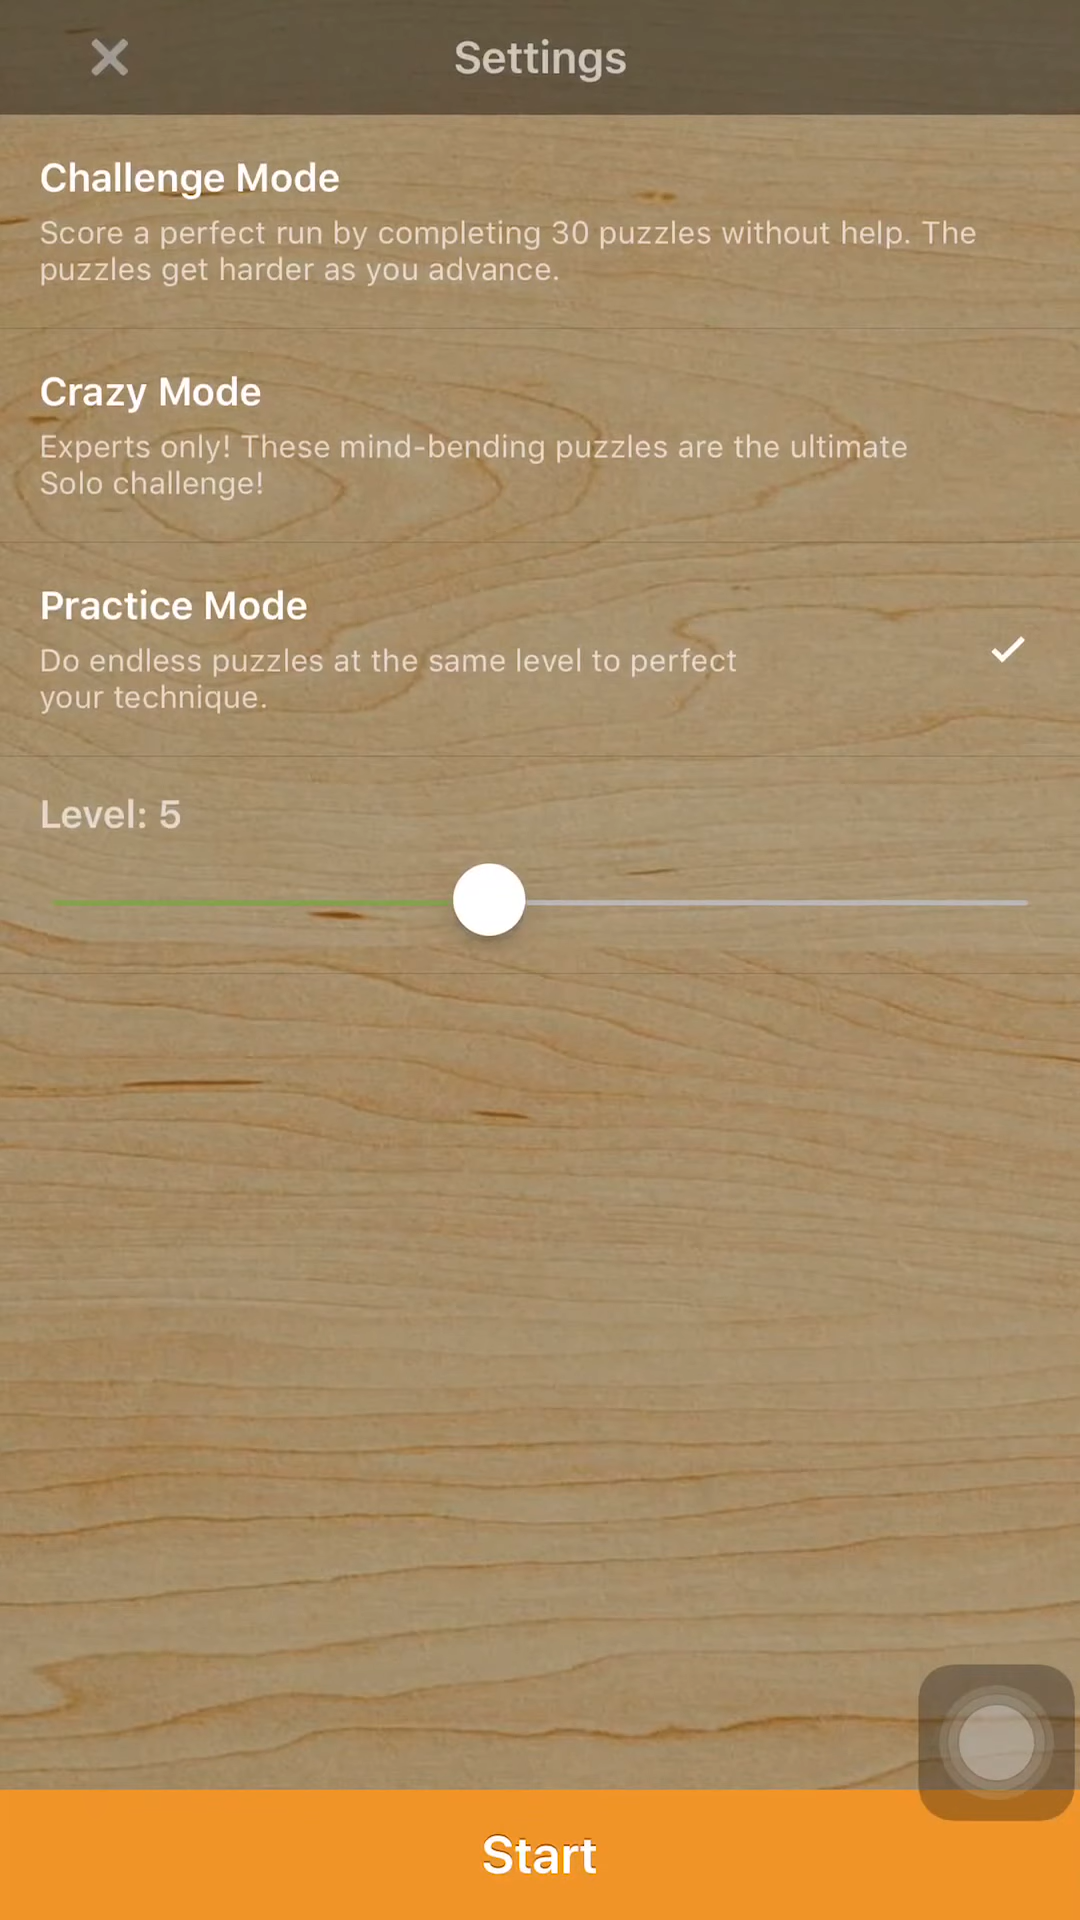 Settings
Challenge Mode
Score a perfect run by completing 30 puzzles without help. The
puzzles get harder as you advance.
Crazy Mode
Experts only! These mind-bending puzzles are the ultimate
Solo challenge!
Practice Mode
Do endless puzzles at the same level to perfect
your technique.
Level: 5
Start